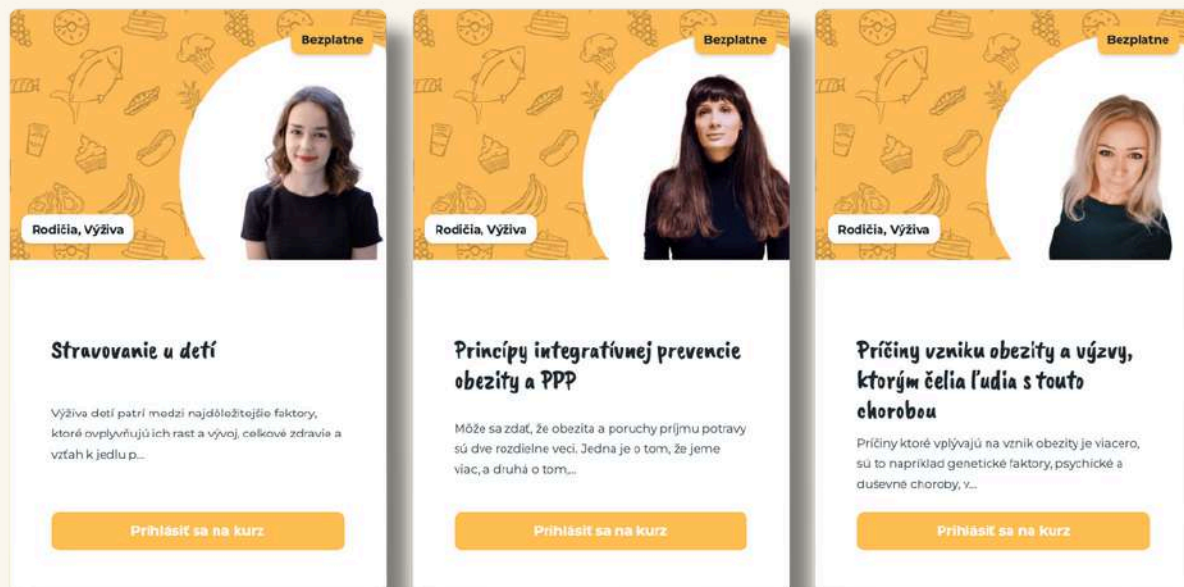 Bezplatne
Rodičia, Výživa
Stravovanie u detí
Výživa detí patrí medzi najdôležitejšie faktory,
ktoré ovplyvňujú ich rast a vývoj, celkové zdravie a
vzťah k jedlu p...
Prihlásiť sa na kurz
Bezplatne
Rodičia, Výživa
Princípy integratívnej prevencie
obezity a PPP
Môže sa zdať, že obezita a poruchy príjmu potravy
sú dve rozdielne veci. Jedna je o tom, že jeme
viac, a druhá o tom,...
Prihlásiť sa na kurz
Bezplatne
Rodičia, Výživa
Príčiny vzniku obezity a výzvy,
ktorým čelia ľudia s touto
chorobou
Príčiny ktoré vplývajú na vznik obezity je viacero,
sú to napríklad genetické faktory, psychické a
duševné choroby, v...
Prihlásiť sa na kurz